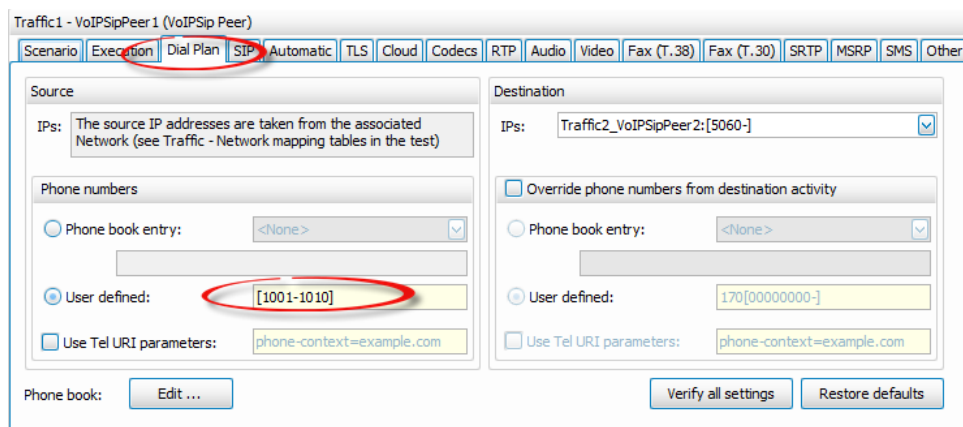 Traffic1 - VoIPSipPeer1 (VoIPSip Peer)
Scenario Execution Dial Plan SIP Automatic TLS Cloud Codecs RTP Audio Video Fax (T.38) Fax (T.30) SRTP MSRP SMS Other
Source
IPs: The source IP addresses are taken from the associated
Network (see Traffic - Network mapping tables in the test)
Phone numbers
Phone book entry: <None>
User defined: [1001-1010]
Use Tel URI parameters: phone-context=example.com
Destination
IPs: Traffic2_VoIPSipPeer2:[5060-]
Override phone numbers from destination activity
Phone book entry: <None>
User defined: 170[00000000-]
Use Tel URI parameters: phone-context=example.com
Phone book: Edit ... Verify all settings Restore defaults